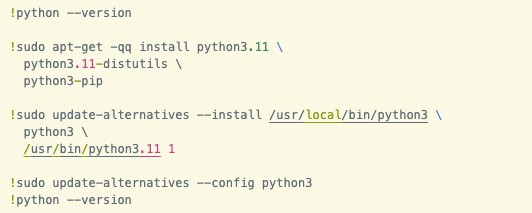 !python --version
!sudo apt-get -qq install python3.11 \
python3.11-distutils \
python3-pip
!sudo update-alternatives --install /usr/local/bin/python3 \
python3 \
/usr/bin/python3.11 1
!sudo update-alternatives --config python3
!python --version